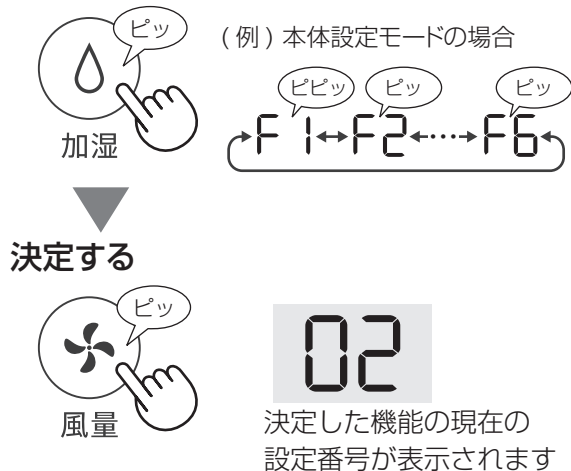 ピッ
(例)本体設定モードの場合
ピピッ ピッ ピッ
F1↔F2←····→F6
加湿
決定する
ピッ
02
風量
決定した機能の現在の
設定番号が表示されます